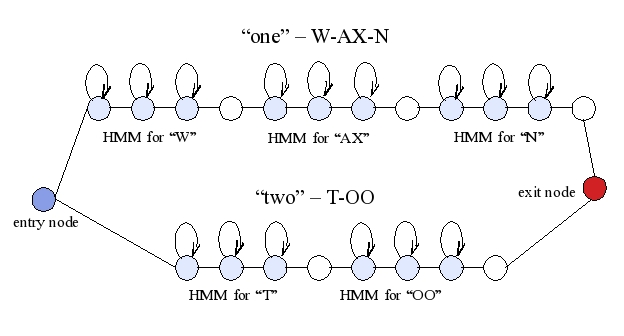 “one” – W-AX-N
HMM for “W”
HMM for “AX”
HMM for “N”
“two” – T-OO
exit node
entry node
HMM for “T”
HMM for “OO”